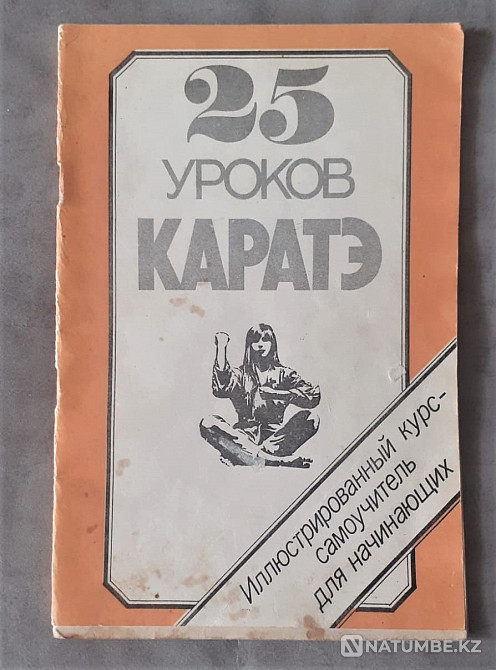 25
УРОКОВ
КАРАТЭ
Иллюстрированный курс-
самоучитель
для начинающих
NATUMBE.KZ